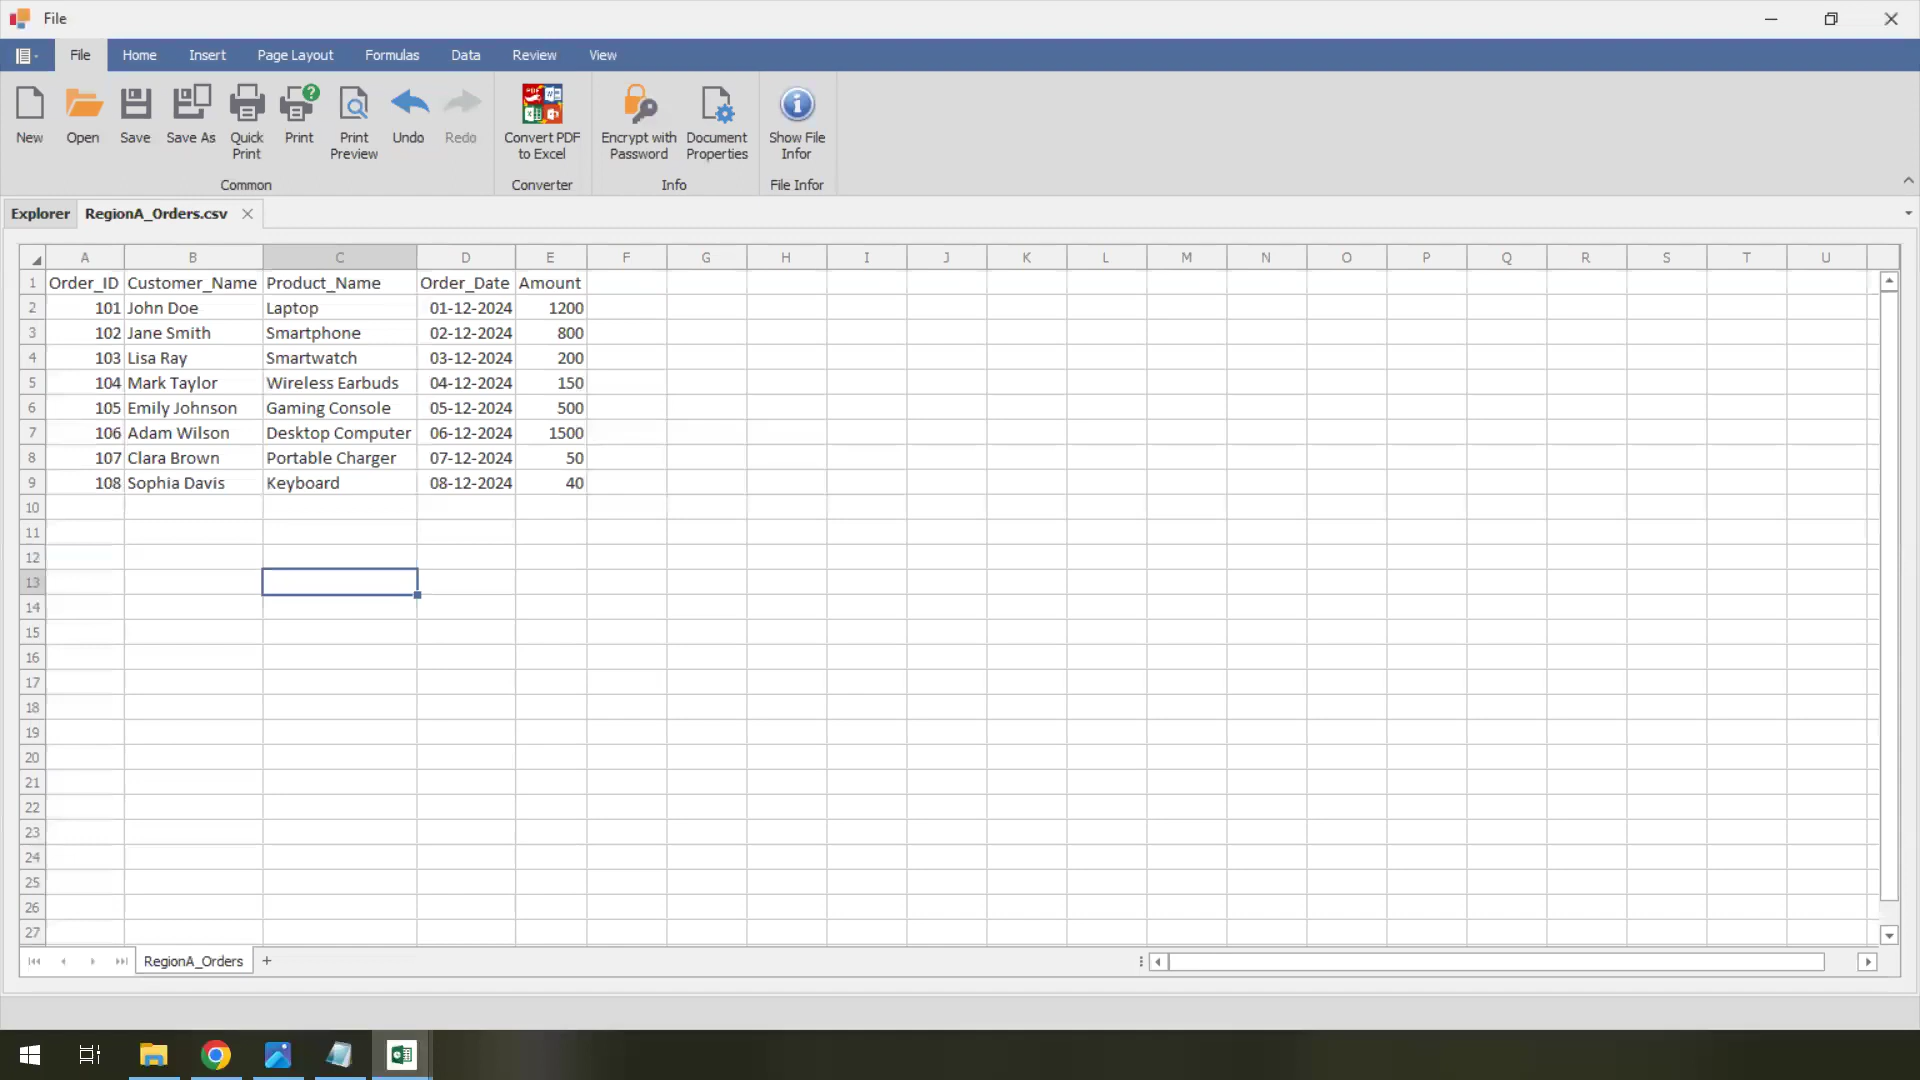 File
File Home Insert Page Layout Formulas Data Review View
New Open Save Save As Quick Print Print Print Preview Undo Redo Convert PDF to Excel Encrypt with Password Document Properties Show File Infor
Common Converter Info File Infor
Explorer RegionA_Orders.csv
A B C D E F G H I J K L M N O P Q R S T U
1 Order_ID Customer_Name Product_Name Order_Date Amount
2 101 John Doe Laptop 01-12-2024 1200
3 102 Jane Smith Smartphone 02-12-2024 800
4 103 Lisa Ray Smartwatch 03-12-2024 200
5 104 Mark Taylor Wireless Earbuds 04-12-2024 150
6 105 Emily Johnson Gaming Console 05-12-2024 500
7 106 Adam Wilson Desktop Computer 06-12-2024 1500
8 107 Clara Brown Portable Charger 07-12-2024 50
9 108 Sophia Davis Keyboard 08-12-2024 40
10
11
12
13
14
15
16
17
18
19
20
21
22
23
24
25
26
27
RegionA_Orders +